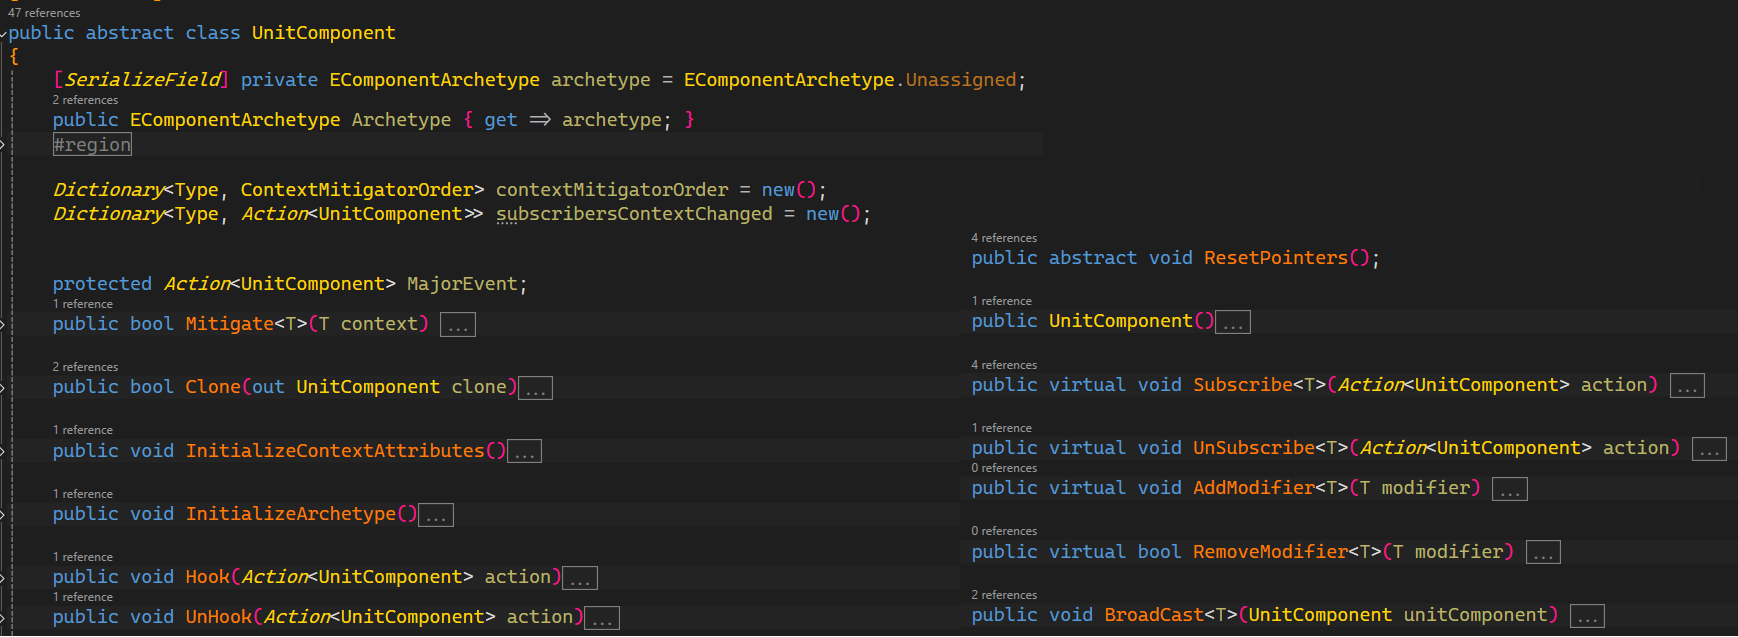 47 references
public abstract class UnitComponent
{
[SerializeField] private EComponentArchetype archetype = EComponentArchetype.Unassigned;
2 references
public EComponentArchetype Archetype { get => archetype; }
#region
Dictionary<Type, ContextMitigatorOrder> contextMitigatorOrder = new();
Dictionary<Type, Action<UnitComponent>> subscribersContextChanged = new();
protected Action<UnitComponent> MajorEvent;
1 reference
public bool Mitigate<T>(T context) ...
2 references
public bool Clone(out UnitComponent clone)...
1 reference
public void InitializeContextAttributes()...
1 reference
public void InitializeArchetype()...
1 reference
public void Hook(Action<UnitComponent> action)...
1 reference
public void UnHook(Action<UnitComponent> action)...
4 references
public abstract void ResetPointers();
1 reference
public UnitComponent()...
4 references
public virtual void Subscribe<T>(Action<UnitComponent> action) ...
1 reference
public virtual void UnSubscribe<T>(Action<UnitComponent> action) ...
0 references
public virtual void AddModifier<T>(T modifier) ...
0 references
public virtual bool RemoveModifier<T>(T modifier) ...
2 references
public void BroadCast<T>(UnitComponent unitComponent) ...